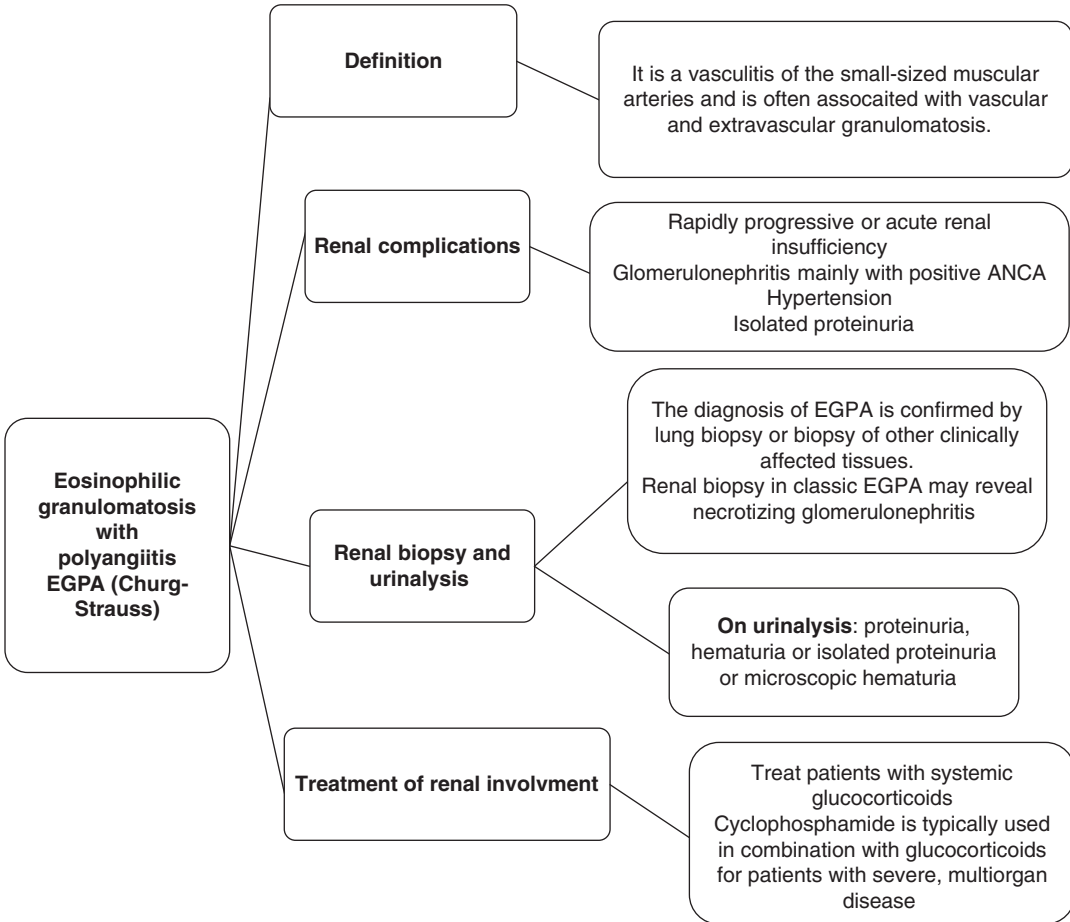 Definition
It is a vasculitis of the small-sized muscular
arteries and is often assocaited with vascular
and extravascular granulomatosis.
Renal complications
Rapidly progressive or acute renal
insufficiency
Glomerulonephritis mainly with positive ANCA
Hypertension
Isolated proteinuria
Eosinophilic
granulomatosis
with
polyangiitis
EGPA (Churg-
Strauss)
Renal biopsy and
urinalysis
The diagnosis of EGPA is confirmed by
lung biopsy or biopsy of other clinically
affected tissues.
Renal biopsy in classic EGPA may reveal
necrotizing glomerulonephritis
On urinalysis: proteinuria,
hematuria or isolated proteinuria
or microscopic hematuria
Treatment of renal involvment
Treat patients with systemic
glucocorticoids
Cyclophosphamide is typically used
in combination with glucocorticoids
for patients with severe, multiorgan
disease